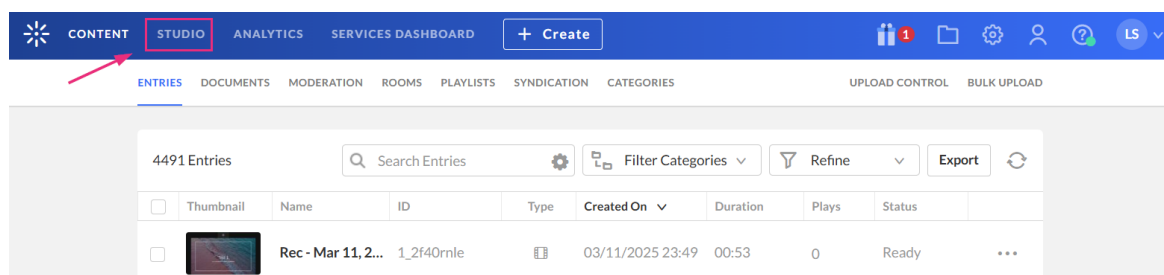 CONTENT STUDIO ANALYTICS SERVICES DASHBOARD + Create 1 LS
ENTRIES DOCUMENTS MODERATION ROOMS PLAYLISTS SYNDICATION CATEGORIES UPLOAD CONTROL BULK UPLOAD
4491 Entries Search Entries Filter Categories Refine Export
Thumbnail Name ID Type Created On Duration Plays Status
Rec - Mar 11, 2... 1_2f40rnle 03/11/2025 23:49 00:53 0 Ready